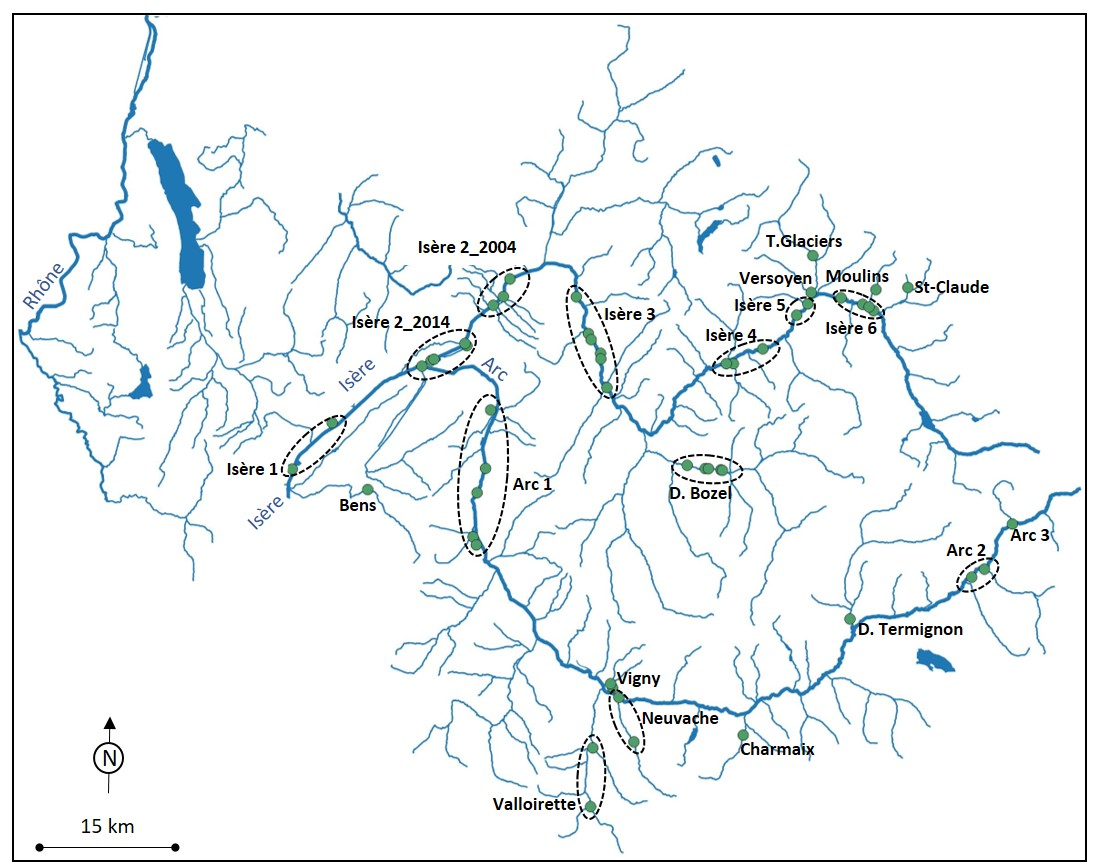 T.Glaciers
Isère 2_2004
Versoyen
Moulins
St-Claude
Rhône
Isère 5
Isère 3
Isère 2_2014
Isère 6
Isère 4
Arc
Isère
Isère 1
Arc 1
D. Bozel
Bens
Isère
Arc 3
Arc 2
D. Termignon
Vigny
Neuvache
Charmaix
N
Valloirette
15 km